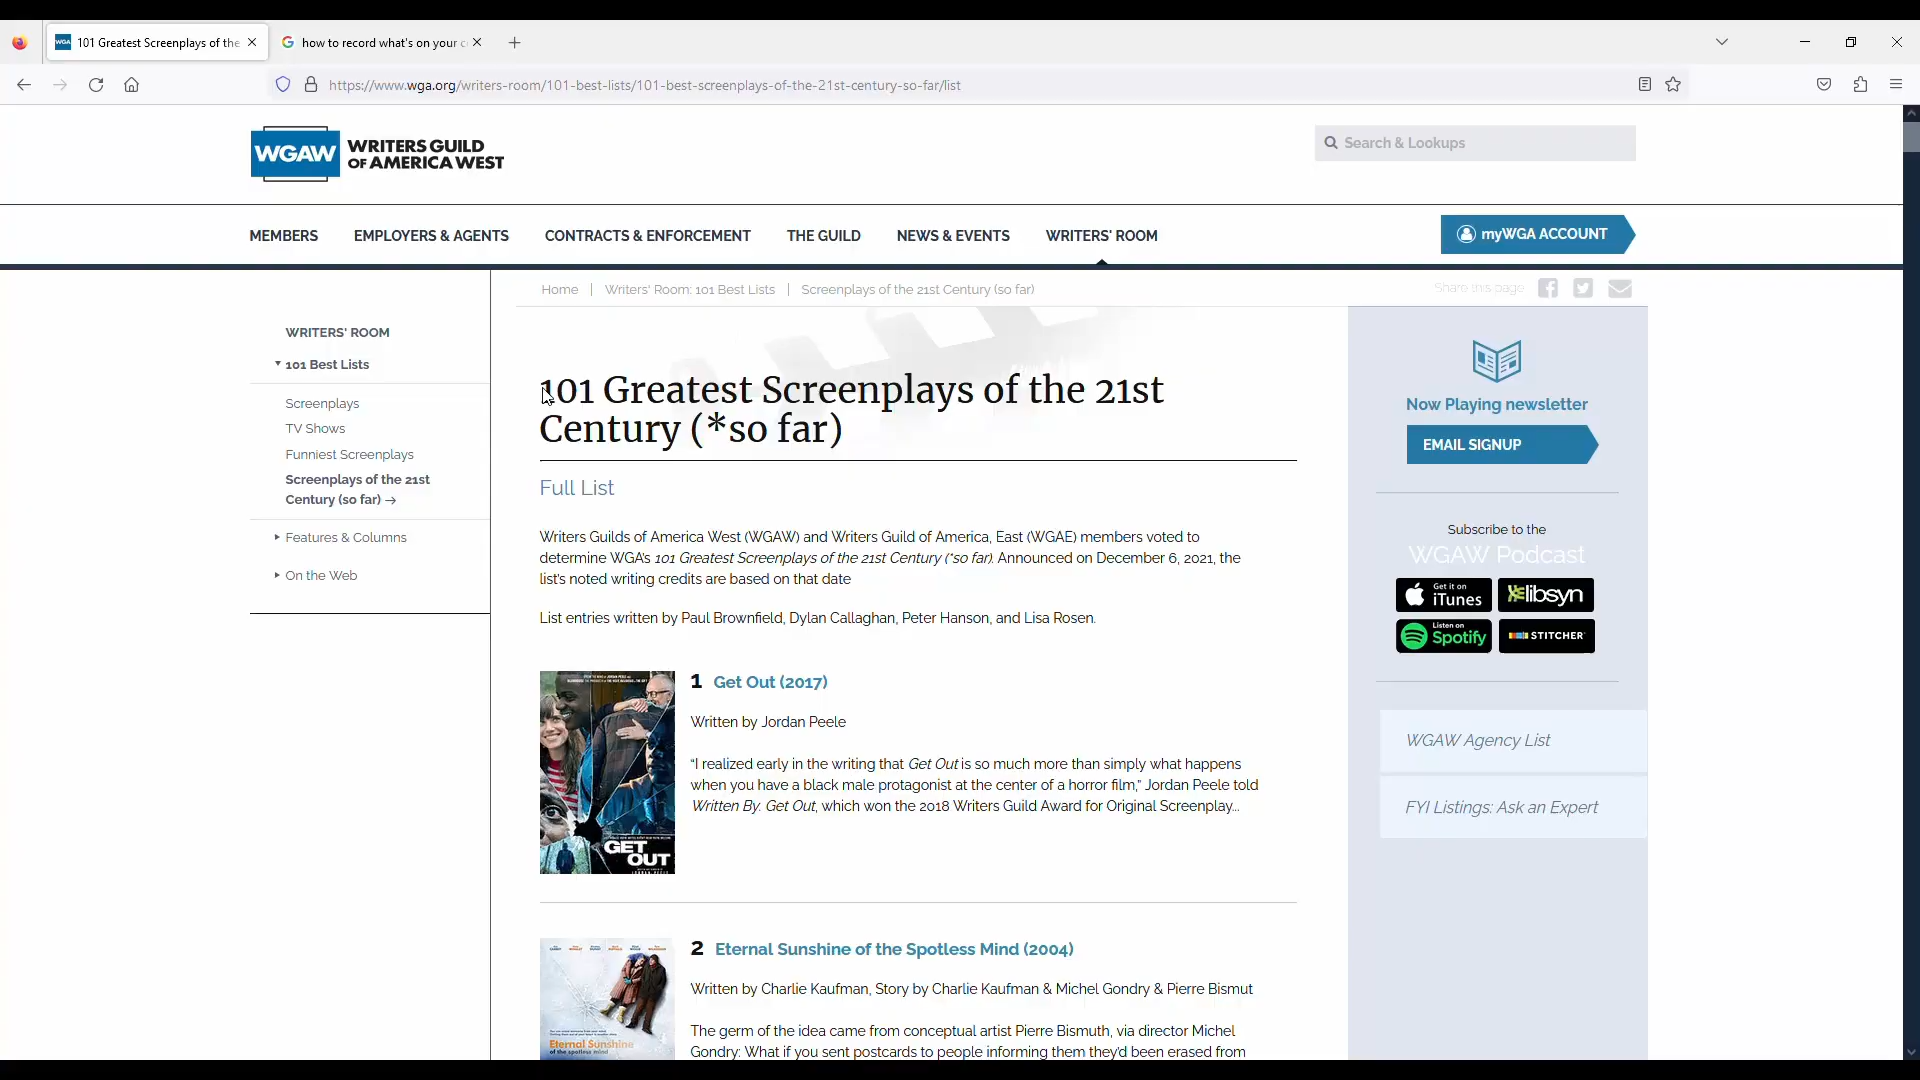 101 Greatest Screenplays of the
how to record what's on your c
https://www.wga.org/writers-room/101-best-lists/101-best-screenplays-of-the-21st-century-so-far/list
WGAW WRITERS GUILD
OF AMERICA WEST
Search & Lookups
MEMBERS EMPLOYERS & AGENTS CONTRACTS & ENFORCEMENT THE GUILD NEWS & EVENTS WRITERS' ROOM
myWGA ACCOUNT
Home | Writers' Room: 101 Best Lists | Screenplays of the 21st Century (so far)
Share this page
WRITERS' ROOM
101 Best Lists
Screenplays
TV Shows
Funniest Screenplays
Screenplays of the 21st
Century (so far) →
Features & Columns
On the Web
101 Greatest Screenplays of the 21st
Century (*so far)
Full List
Writers Guilds of America West (WGAW) and Writers Guild of America, East (WGAE) members voted to
determine WGA's 101 Greatest Screenplays of the 21st Century (*so far). Announced on December 6, 2021, the
list's noted writing credits are based on that date
List entries written by Paul Brownfield, Dylan Callaghan, Peter Hanson, and Lisa Rosen.
GET
OUT
1 Get Out (2017)
Written by Jordan Peele
“I realized early in the writing that Get Out is so much more than simply what happens
when you have a black male protagonist at the center of a horror film,” Jordan Peele told
Written By. Get Out, which won the 2018 Writers Guild Award for Original Screenplay...
Eternal Sunshine
of the spotless mind
2 Eternal Sunshine of the Spotless Mind (2004)
Written by Charlie Kaufman, Story by Charlie Kaufman & Michel Gondry & Pierre Bismut
The germ of the idea came from conceptual artist Pierre Bismuth, via director Michel
Gondry: What if you sent postcards to people informing them they'd been erased from
Now Playing newsletter
EMAIL SIGNUP
Subscribe to the
WGAW Podcast
Get it on
iTunes
libsyn
Listen on
Spotify
STITCHER
WGAW Agency List
FYI Listings: Ask an Expert